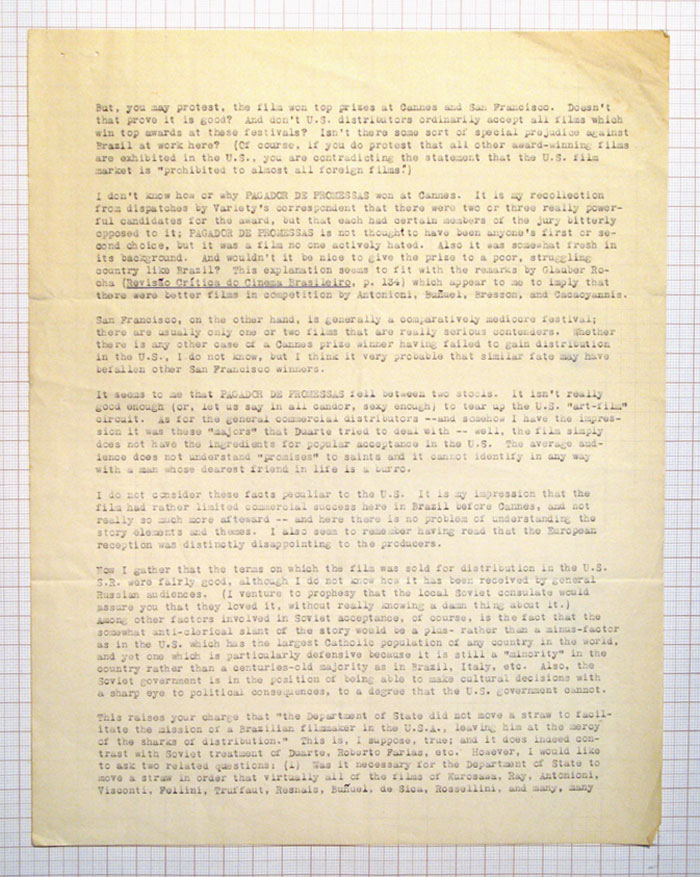 But, you may protest, the film won top prizes at Cannes and San Francisco.  Doesn't
that prove it is good?  And don't U.S. distributors ordinarily accept all films which
win top awards at these festivals?  Isn't there some sort of special prejudice against
Brazil at work here?  (Of course, if you do protest that all other award-winning films
are exhibited in the U.S., you are contradicting the statement that the U.S. film
market is "prohibited to almost all foreign films.")
I don't know how or why PAGADOR DE PROMESSAS won at Cannes.  It is my recollection
from dispatches by Variety's correspondent that there were two or three really power-
ful candidates for the award, but that each had certain members of the jury bitterly
opposed to it; PAGADOR DE PROMESSAS is not thought to have been anyone's first or se-
cond choice, but it was a film no one actively hated.  Also it was somewhat fresh in
its background.  And wouldn't it be nice to give the prize to a poor, struggling
country like Brazil?  This explanation seems to fit with the remarks by Glauber Ro-
cha (Revisão Crítica do Cinema Brasileiro, p. 134) which appear to me to imply that
there were better films in competition by Antonioni, Buñuel, Bresson, and Cacoyannis.
San Francisco, on the other hand, is generally a comparatively mediocre festival;
there are usually only one or two films that are really serious contenders.  Whether
there is any other case of a Cannes prize winner having failed to gain distribution
in the U.S., I do not know, but I think it very probable that similar fate may have
befallen other San Francisco winners.
It seems to me that PAGADOR DE PROMESSAS fell between two stools.  It isn't really
good enough (or, let us say in all candor, sexy enough) to tear up the U.S. "art-film"
circuit.  As for the general commercial distributors --and somehow I have the impres-
sion it was these "majors" that Duarte tried to deal with -- well, the film simply
does not have the ingredients for popular acceptance in the U.S.  The average aud-
ience does not understand "promises" to saints and it cannot identify in any way
with a man whose dearest friend in life is a burro.
I do not consider these facts peculiar to the U.S.  It is my impression that the
film had rather limited commercial success here in Brazil before Cannes, and not
really so much more afteward -- and here there is no problem of understanding the
story elements and themes.  I also seem to remember having read that the European
reception was distinctly disappointing to the producers.
Now I gather that the terms on which the film was sold for distribution in the U.S.
S.R. were fairly good, although I do not know how it has been received by general
Russian audiences.  (I venture to prophesy that the local Soviet consulate would
assure you that they loved it, without really knowing a damn thing about it.)
Among other factors involved in Soviet acceptance, of course, is the fact that the
somewhat anti-clerical slant of the story would be a plus- rather than a minus-factor
as in the U.S. which has the largest Catholic population of any country in the world,
and yet one which is particularly defensive because it is still a "minority" in the
country rather than a centuries-old majority as in Brazil, Italy, etc.  Also, the
Soviet government is in the position of being able to make cultural decisions with
a sharp eye to political consequences, to a degree that the U.S. government cannot.
This raises your charge that "the Department of State did not move a straw to facil-
itate the mission of a Brazilian filmmaker in the U.S.A., leaving him at the mercy
of the sharks of distribution."  This is, I suppose, true; and it does indeed con-
trast with Soviet treatment of Duarte, Roberto Farias, etc.  However, I would like
to ask two related questions: (1)  Was it necessary for the Department of State to
move a straw in order that virtually all of the films of Kurosawa, Ray, Antonioni,
Visconti, Fellini, Truffaut, Resnais, Buñuel, de Sica, Rossellini, and many, many